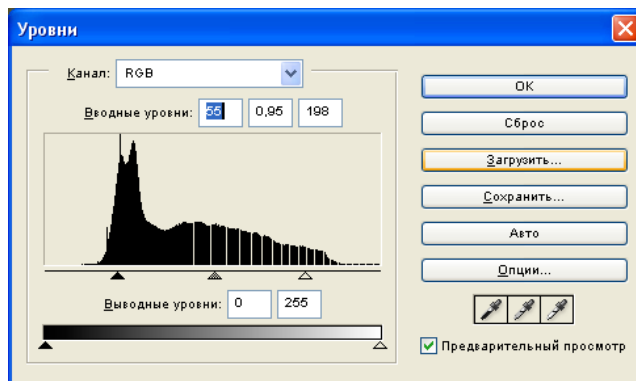 Уровни
Канал: RGB
Вводные уровни: 55 0,95 198
Выводные уровни: 0 255
OK
Сброс
Загрузить...
Сохранить...
Авто
Опции...
Предварительный просмотр